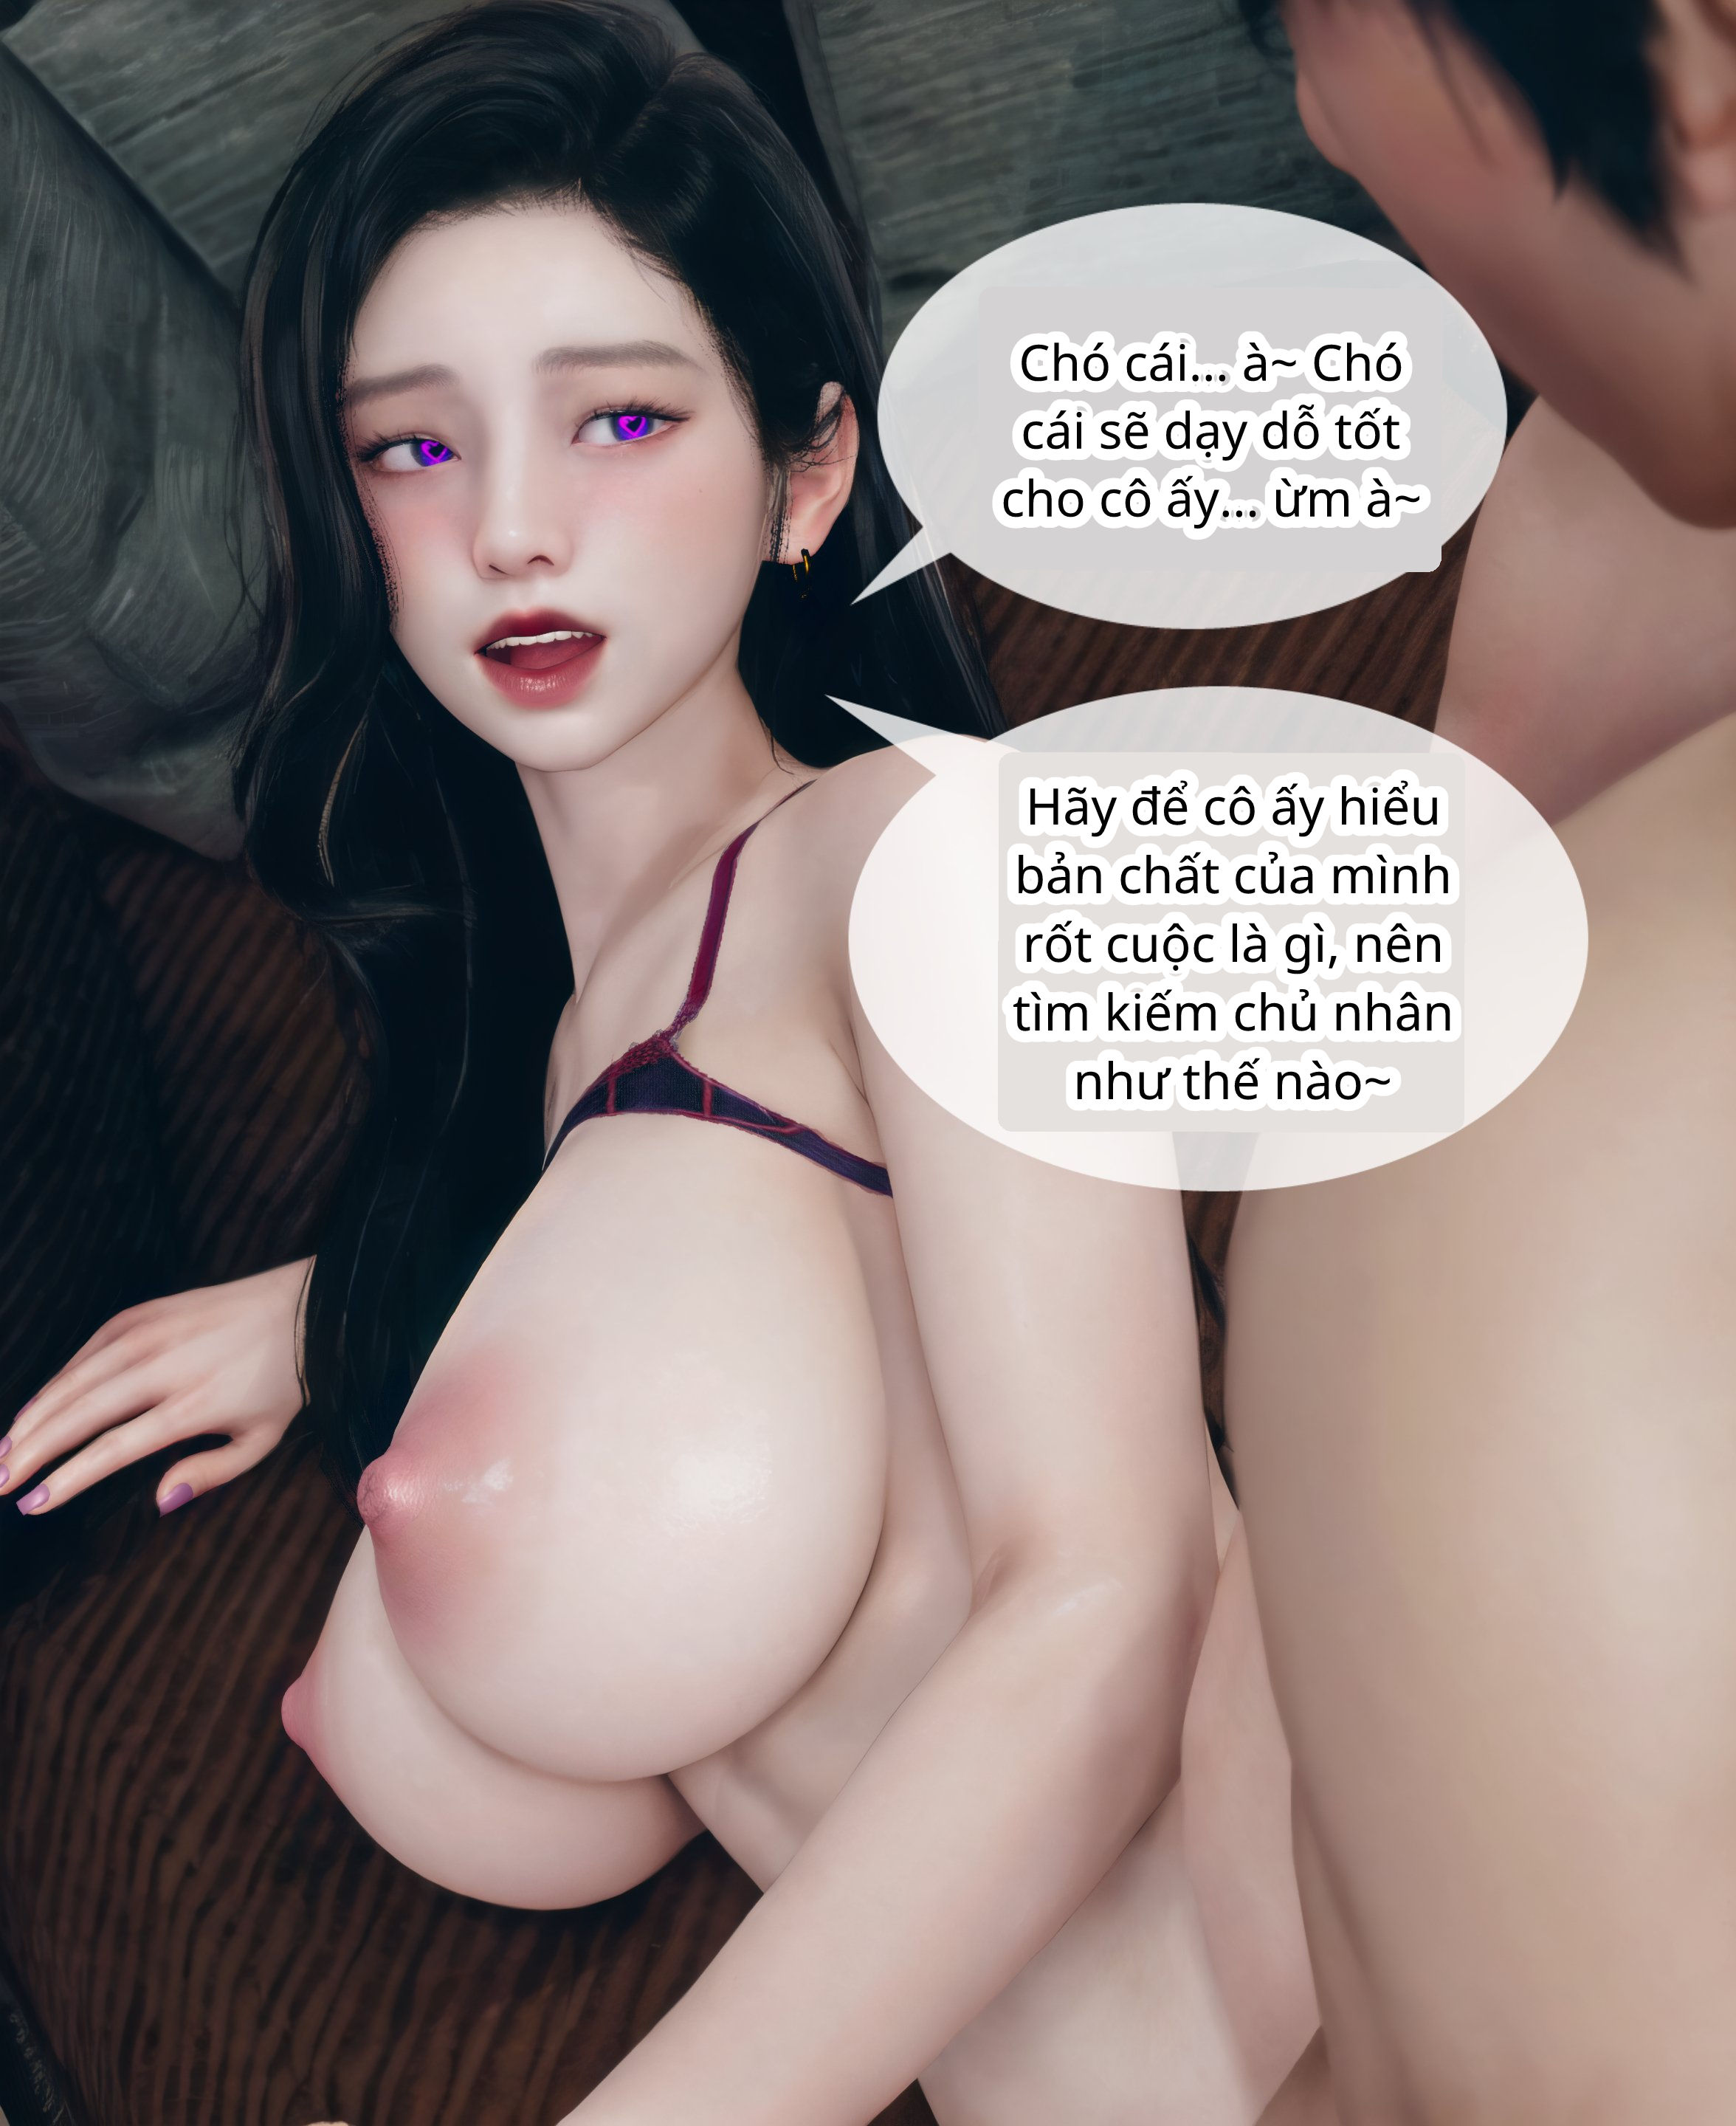 Chó cái... à~ Chó
cái sẽ dạy dỗ tốt
cho cô ấy... ừm à~
Hãy để cô ấy hiểu
bản chất của mình
rốt cuộc là gì, nên
tìm kiếm chủ nhân
như thế nào~